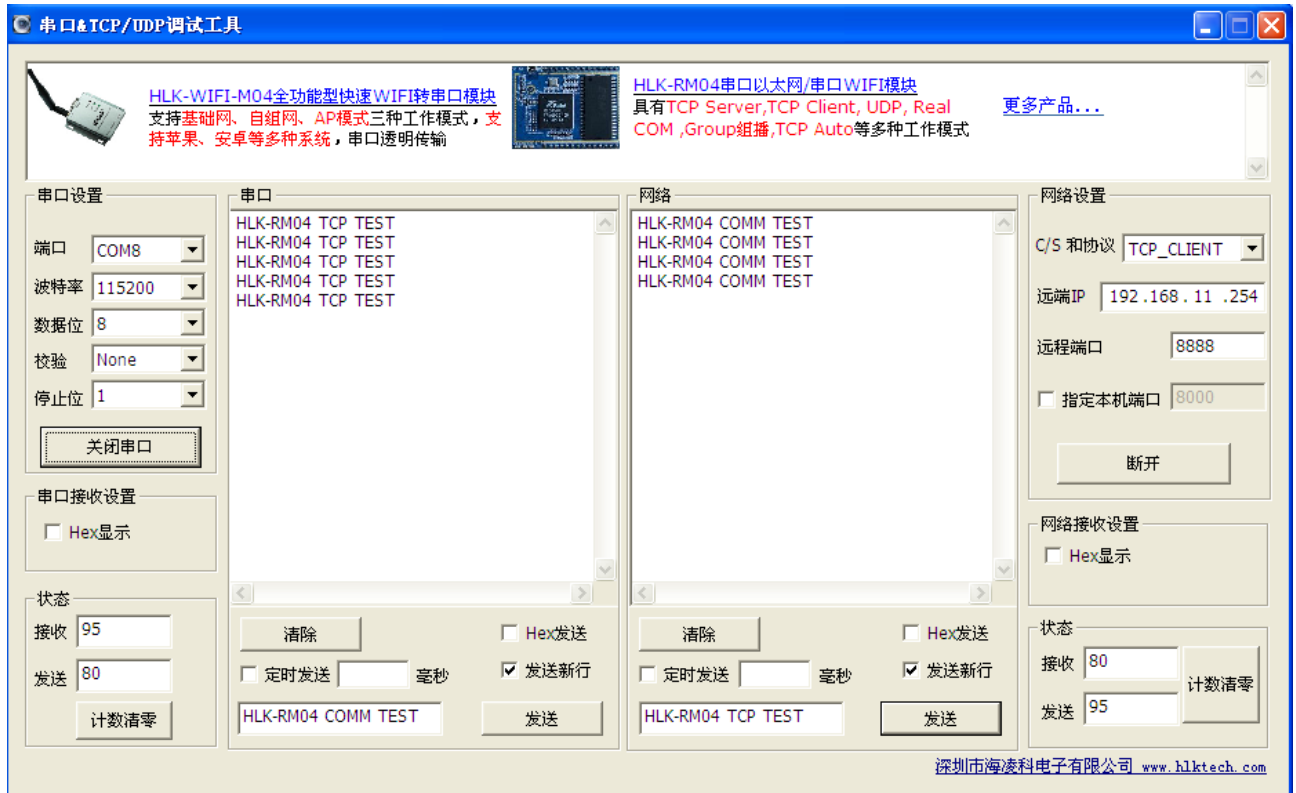 串口&TCP/UDP调试工具
HLK-WIFI-M04全功能型快速WIFI转串口模块
支持基础网、自组网、AP模式三种工作模式，支
持苹果、安卓等多种系统，串口透明传输
HLK-RM04串口以太网/串口WIFI模块
具有TCP Server,TCP Client, UDP, Real
COM ,Group组播,TCP Auto等多种工作模式
更多产品...
串口设置
端口 COM8
波特率 115200
数据位 8
校验 None
停止位 1
关闭串口
串口接收设置
Hex显示
状态
接收 95
发送 80
计数清零
串口
HLK-RM04 TCP TEST
HLK-RM04 TCP TEST
HLK-RM04 TCP TEST
HLK-RM04 TCP TEST
HLK-RM04 TCP TEST
清除
Hex发送
定时发送 毫秒
发送新行
HLK-RM04 COMM TEST
发送
网络
HLK-RM04 COMM TEST
HLK-RM04 COMM TEST
HLK-RM04 COMM TEST
HLK-RM04 COMM TEST
清除
Hex发送
定时发送 毫秒
发送新行
HLK-RM04 TCP TEST
发送
网络设置
C/S 和协议 TCP_CLIENT
远端IP 192.168.11.254
远程端口 8888
指定本机端口 8000
断开
网络接收设置
Hex显示
状态
接收 80
发送 95
计数清零
深圳市海凌科电子有限公司 www.hlktech.com